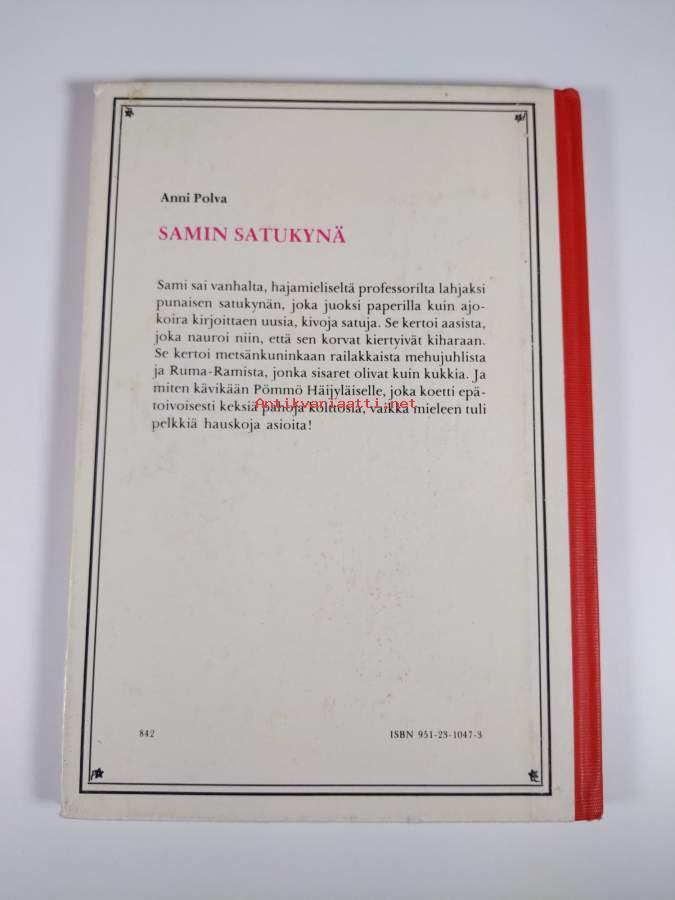 Anni Polva
SAMIN SATUKYNÄ
Sami sai vanhalta, hajamieliseltä professorilta lahjaksi
punaisen satukynän, joka juoksi paperilla kuin ajo-
koira kirjoittaen uusia, kivoja satuja. Se kertoi aasista,
joka nauroi niin, että sen korvat kiertyivät kiharaan.
Se kertoi metsänkuninkaan railakkaista mehujuhlista
ja Ruma-Ramista, jonka sisaret olivat kuin kukkia. Ja
miten kävikään Pömmö Häijyläiselle, joka koetti epä-
toivoisesti keksiä pahoja kolttosia, vaikka mieleen tuli
Antikvariaatti.net
pelkkiä hauskoja asioita!
842
ISBN 951-23-1047-3